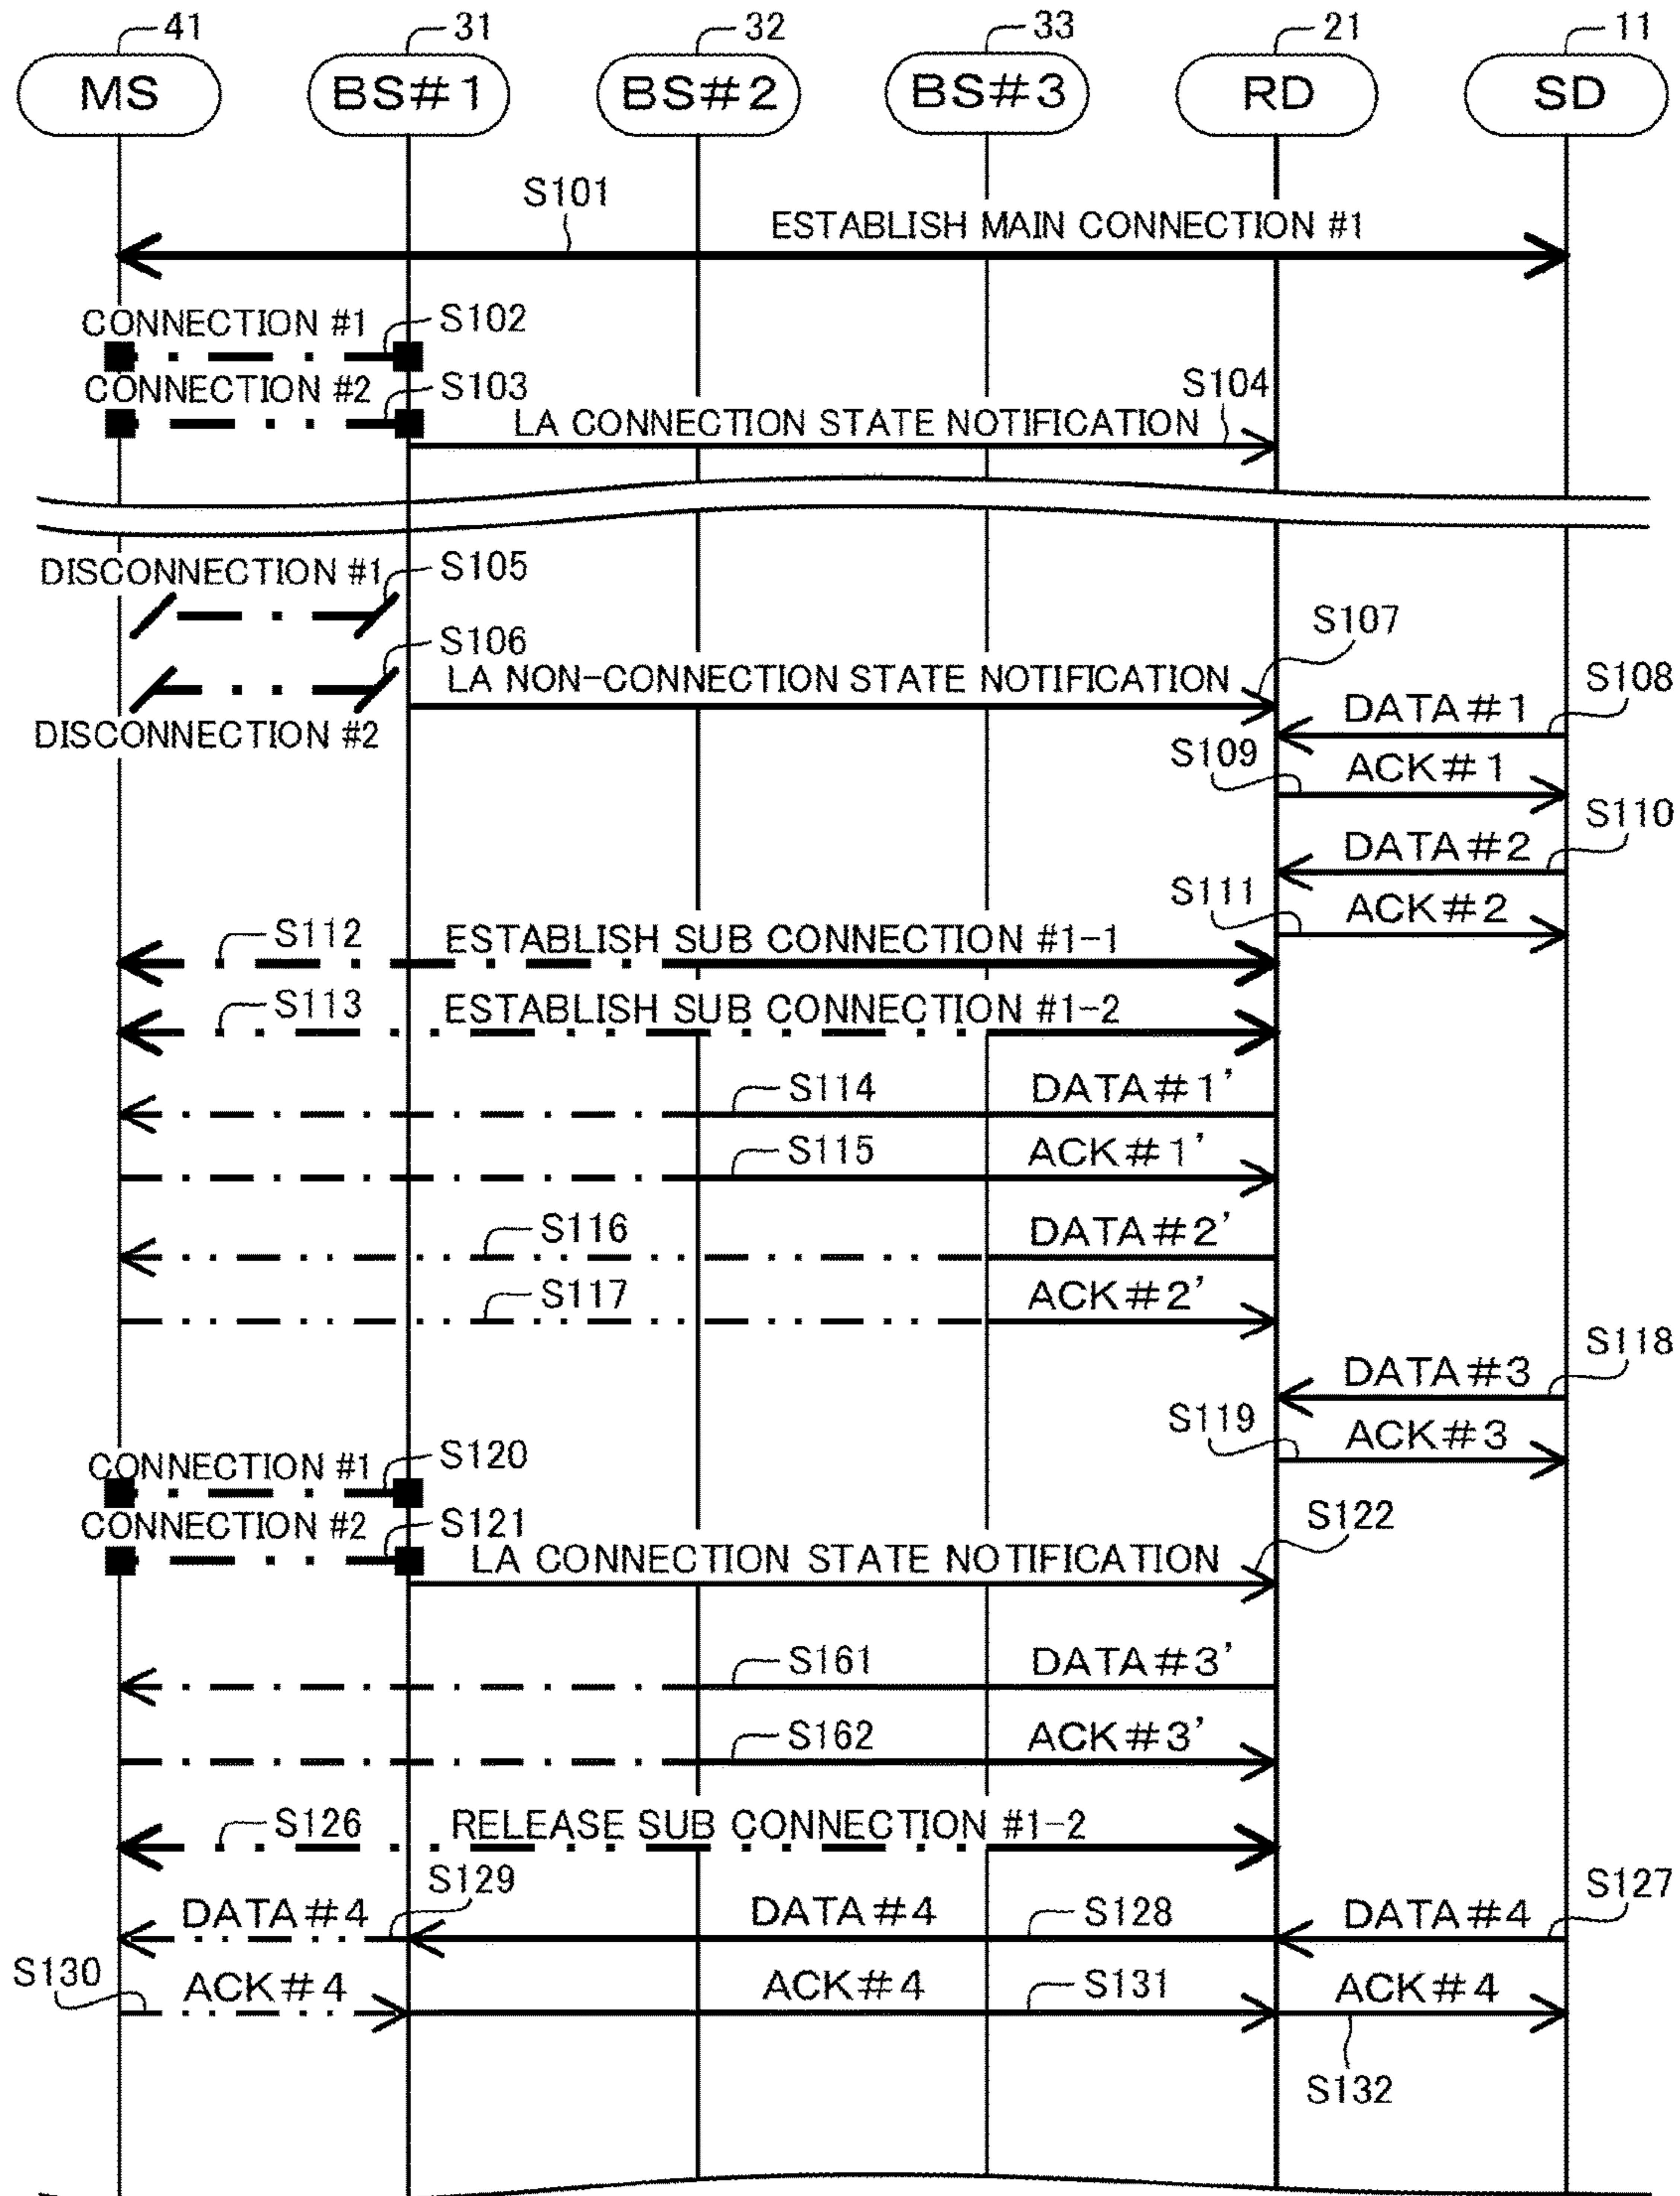 41 31 32 33 21 11
MS BS#1 BS#2 BS#3 RD SD
S101
ESTABLISH MAIN CONNECTION #1
CONNECTION #1 S102
CONNECTION #2 S103 S104
LA CONNECTION STATE NOTIFICATION
DISCONNECTION #1 S105
S107
S106
LA NON-CONNECTION STATE NOTIFICATION S108
DATA#1
DISCONNECTION #2
S109 ACK#1
S110
DATA#2
S111 ACK#2
S112 ESTABLISH SUB CONNECTION #1-1
S113 ESTABLISH SUB CONNECTION #1-2
S114 DATA#1'
S115 ACK#1'
S116 DATA#2'
S117 ACK#2'
S118
DATA#3
S119 ACK#3
CONNECTION #1 S120
CONNECTION #2 S121 S122
LA CONNECTION STATE NOTIFICATION
S161 DATA#3'
S162 ACK#3'
S126 RELEASE SUB CONNECTION #1-2
S129 S127
DATA#4 DATA#4 S128 DATA#4
S130 ACK#4 ACK#4 S131 ACK#4
S132